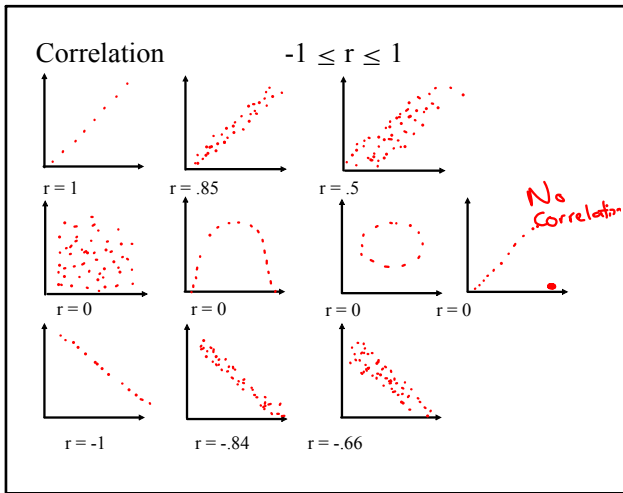 Correlation -1 ≤ r ≤ 1
r = 1 r = .85 r = .5
No
Correlation
r = 0 r = 0 r = 0 r = 0
r = -1 r = -.84 r = -.66